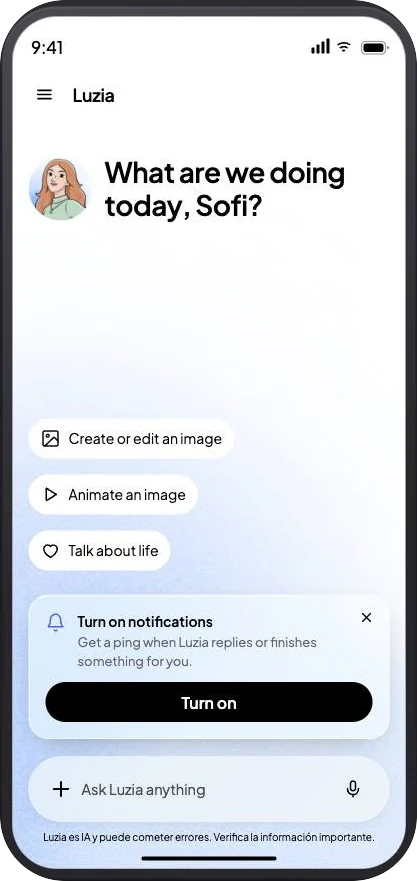 9:41
Luzia
What are we doing
today, Sofi?
Create or edit an image
Animate an image
Talk about life
Turn on notifications
Get a ping when Luzia replies or finishes
something for you.
Turn on
Ask Luzia anything
Luzia es IA y puede cometer errores. Verifica la información importante.